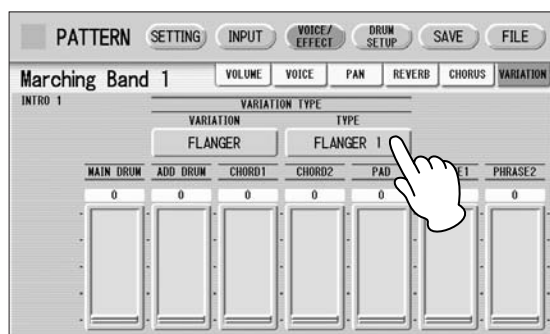 PATTERN SETTING INPUT VOICE/ EFFECT DRUM SETUP SAVE FILE
Marching Band 1 VOLUME VOICE PAN REVERB CHORUS VARIATION
INTRO 1
VARIATION TYPE
VARIATION TYPE
FLANGER FLANGER 1
MAIN DRUM ADD DRUM CHORD1 CHORD2 PAD E1 PHRASE2
0 0 0 0 0 0